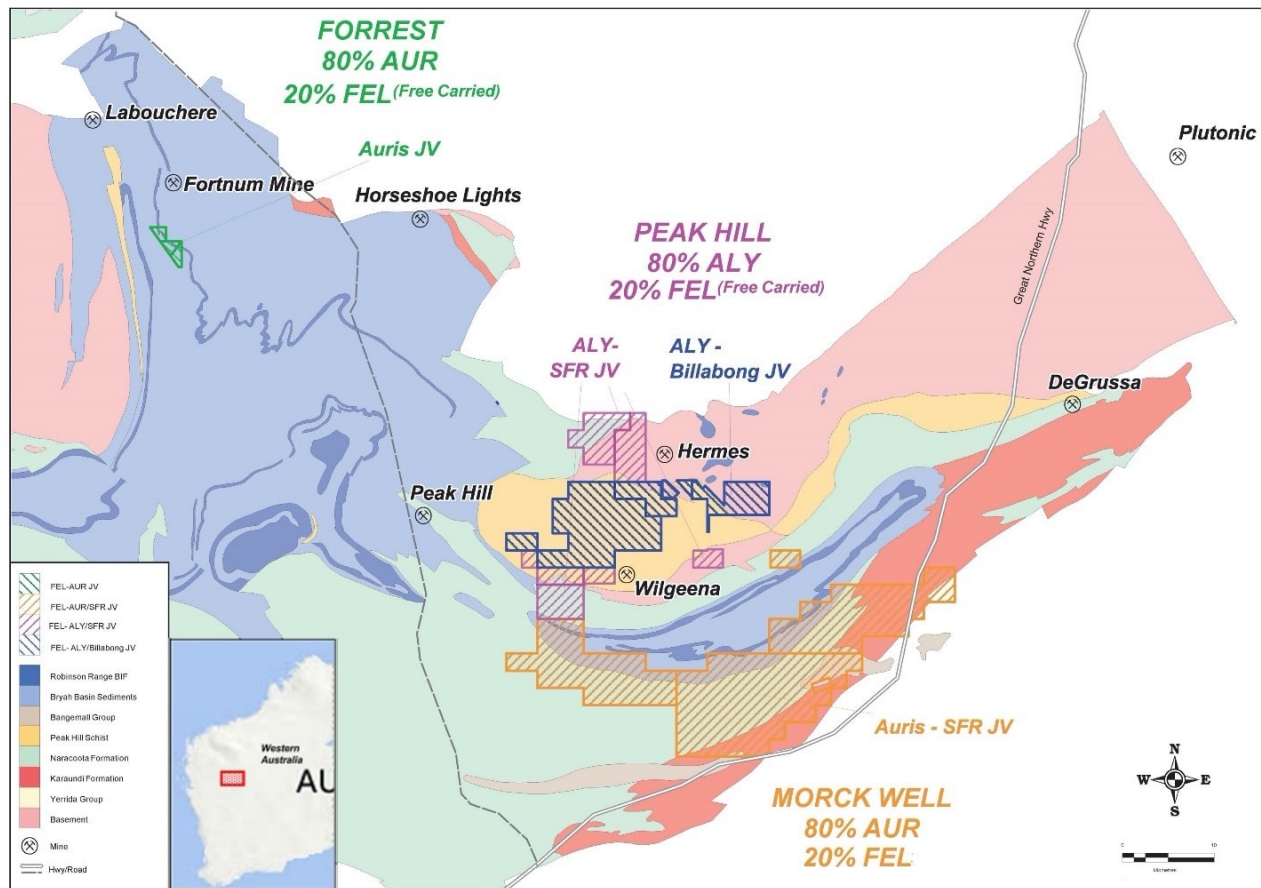 FORREST
80% AUR
20% FEL (Free Carried)
Labouchere
Auris JV
Plutonic
Fortnum Mine
Horseshoe Lights
PEAK HILL
80% ALY
20% FEL (Free Carried)
Great Northern Hwy
ALY-
SFR JV
ALY -
Billabong JV
DeGrussa
Hermes
Peak Hill
Wilgeena
FEL-AUR JV
FEL-AUR/SFR JV
FEL- ALY/SFR JV
FEL- ALY/Billabong JV
Robinson Range BIF
Bryah Basin Sediments
Bangemall Group
Peak Hill Schist
Naracoota Formation
Karaundi Formation
Yerrida Group
Basement
Mine
Hwy/Road
Western
Australia
AU
Auris - SFR JV
MORCK WELL
80% AUR
20% FEL
N
W E
S
0 10
kilometres